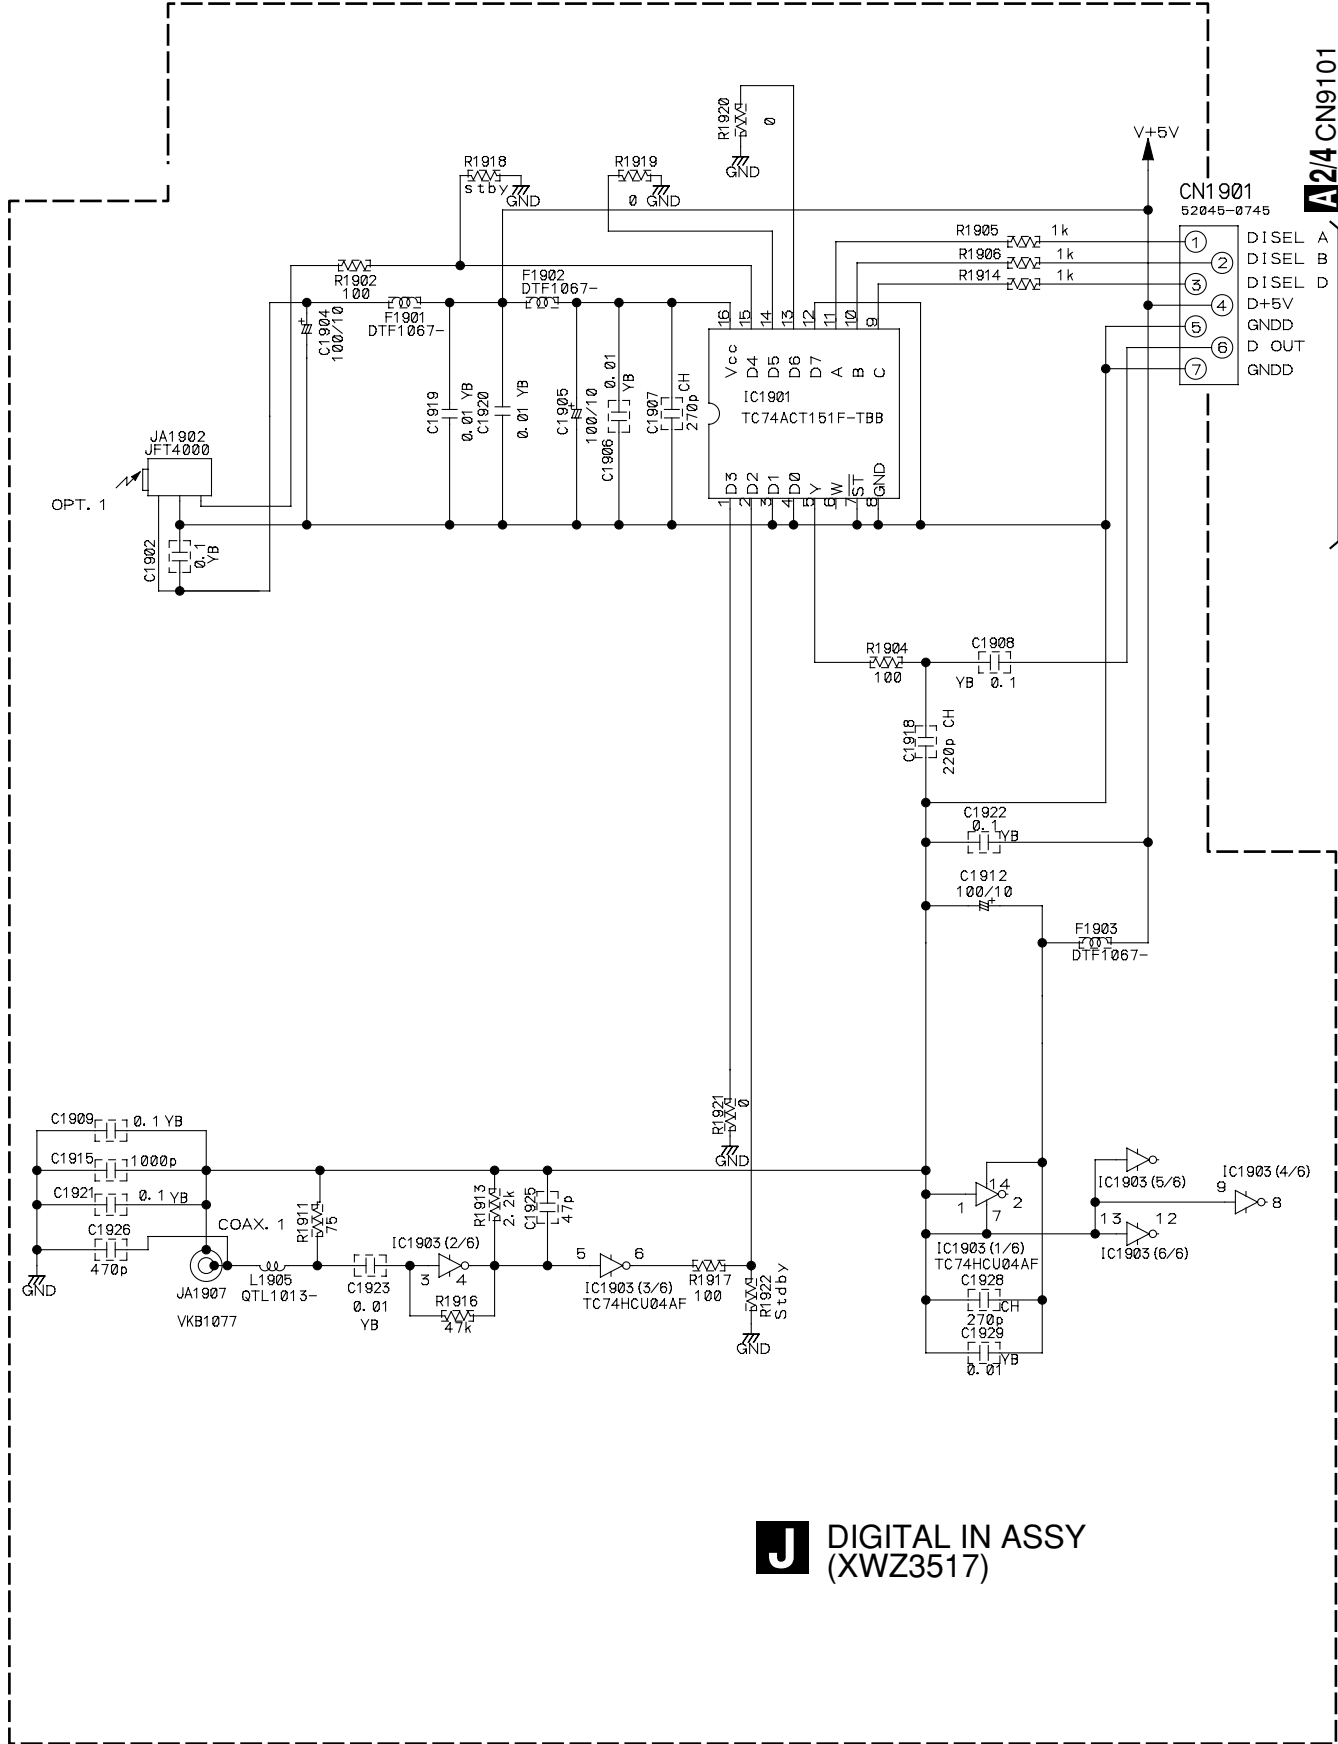 A 2/4 CN9101
R1920
0
GND
V+5V
R1918
stby
GND
R1919
0 GND
CN1901
52045-0745
R1905 1k
1 DISEL A
R1906 1k
2 DISEL B
R1914 1k
3 DISEL D
4 D+5V
5 GNDD
6 D OUT
7 GNDD
R1902
100
F1902
DTF1067-
C1904
100/10
F1901
DTF1067-
C1919
0.01 YB
C1920
0.01 YB
C1905
100/10
C1906
0.01
YB
C1907
270p CH
16 15 14 13 12 11 10 9
Vcc D4 D5 D6 D7 A B C
IC1901
TC74ACT151F-TBB
D3 D2 D1 D0 Y W ST GND
1 2 3 4 5 6 7 8
JA1902
JFT4000
OPT. 1
C1902
0.1
YB
R1904
100
C1908
YB 0.1
C1918
220p CH
C1922
0.1
YB
C1912
100/10
F1903
DTF1067-
R1921
0
GND
C1909 0.1 YB
C1915 1000p
C1921 0.1 YB
C1926
470p
GND
COAX. 1
JA1907
VKB1077
L1905
QTL1013-
R1911
75
C1923
0.01
YB
IC1903(2/6)
3 4
R1916
47k
R1913
2.2k
C1925
47p
5 6
IC1903(3/6)
TC74HCU04AF
R1917
100
R1922
Stdby
GND
14
1 2
7
IC1903(1/6)
TC74HCU04AF
C1928
CH
270p
C1929
YB
0.01
IC1903(5/6)
IC1903(4/6)
9 8
13 12
IC1903(6/6)
J DIGITAL IN ASSY
(XWZ3517)